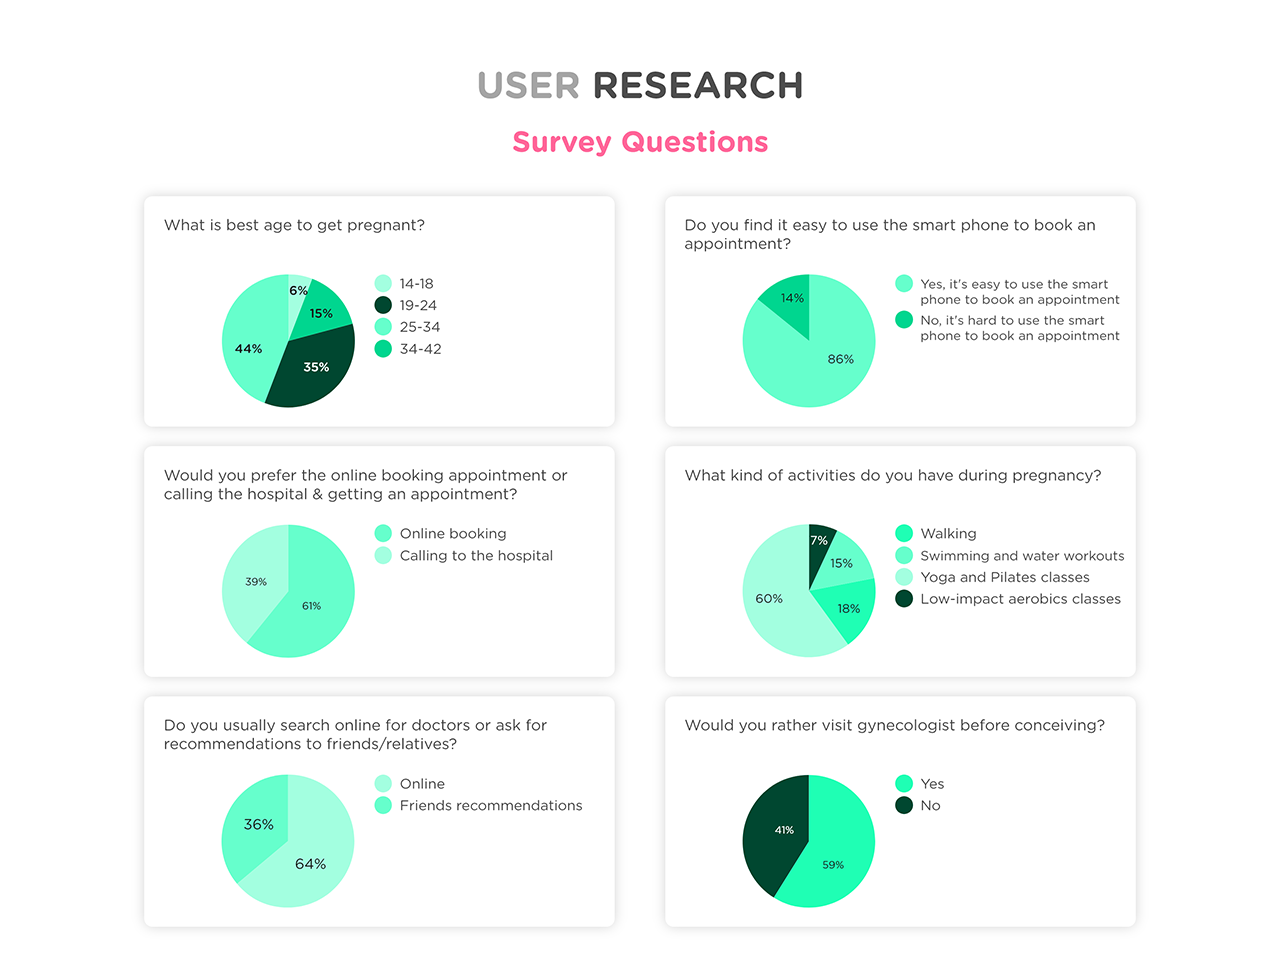 USER RESEARCH
Survey Questions
What is best age to get pregnant?
6%
15%
44%
35%
14-18
19-24
25-34
34-42
Do you find it easy to use the smart phone to book an
appointment?
14%
86%
Yes, it's easy to use the smart
phone to book an appointment
No, it's hard to use the smart
phone to book an appointment
Would you prefer the online booking appointment or
calling the hospital & getting an appointment?
39%
61%
Online booking
Calling to the hospital
What kind of activities do you have during pregnancy?
7%
15%
60%
18%
Walking
Swimming and water workouts
Yoga and Pilates classes
Low-impact aerobics classes
Do you usually search online for doctors or ask for
recommendations to friends/relatives?
36%
64%
Online
Friends recommendations
Would you rather visit gynecologist before conceiving?
41%
59%
Yes
No